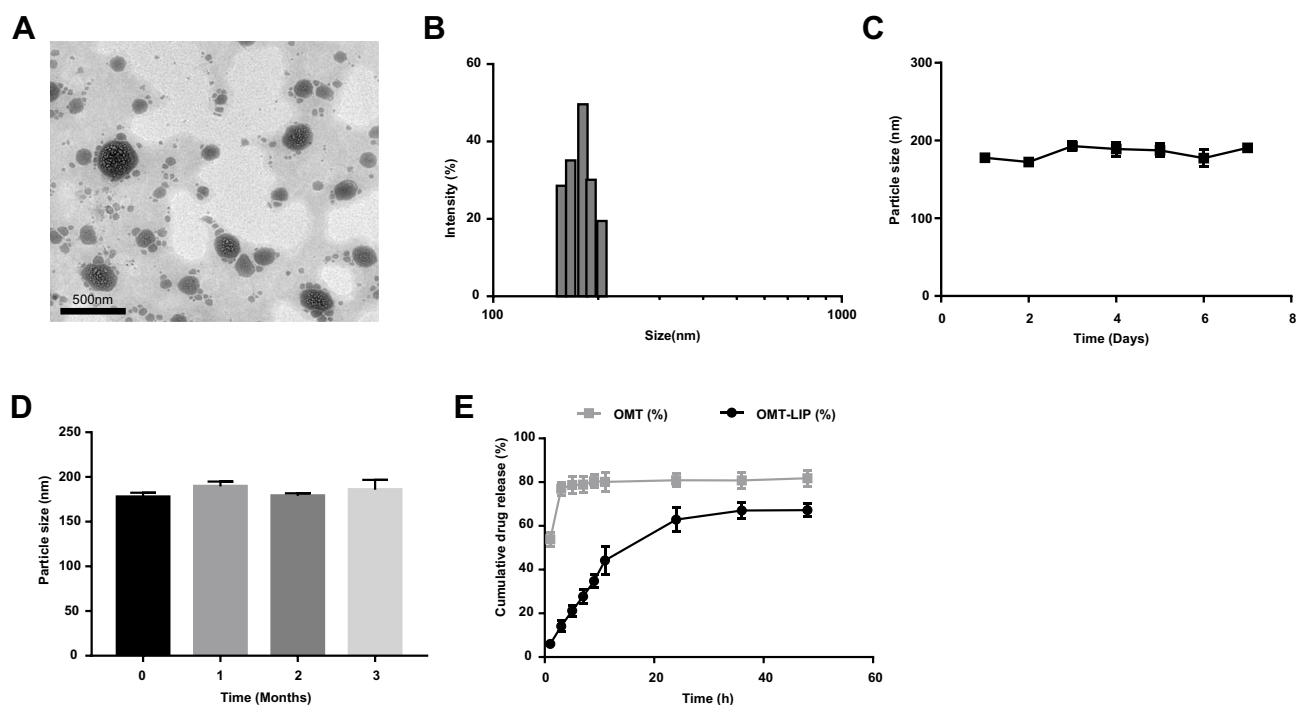 A
500nm
B
60
40
20
0
Intensity (%)
100
1000
Size(nm)
C
300
200
100
0
Particle size (nm)
0
2
4
6
8
Time (Days)
D
250
200
150
100
50
0
Particle size (nm)
0
1
2
3
Time (Months)
E
OMT (%)
OMT-LIP (%)
100
80
60
40
20
0
Cumulative drug release (%)
0
20
40
60
Time (h)